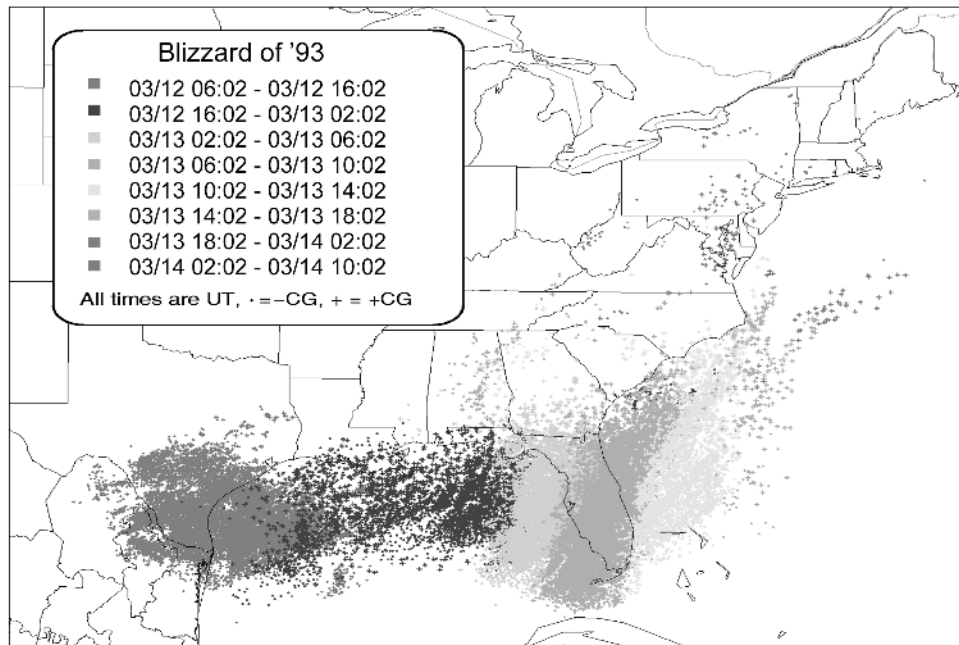 Blizzard of '93
03/12 06:02 - 03/12 16:02
03/12 16:02 - 03/13 02:02
03/13 02:02 - 03/13 06:02
03/13 06:02 - 03/13 10:02
03/13 10:02 - 03/13 14:02
03/13 14:02 - 03/13 18:02
03/13 18:02 - 03/14 02:02
03/14 02:02 - 03/14 10:02
All times are UT, · = -CG, + = +CG